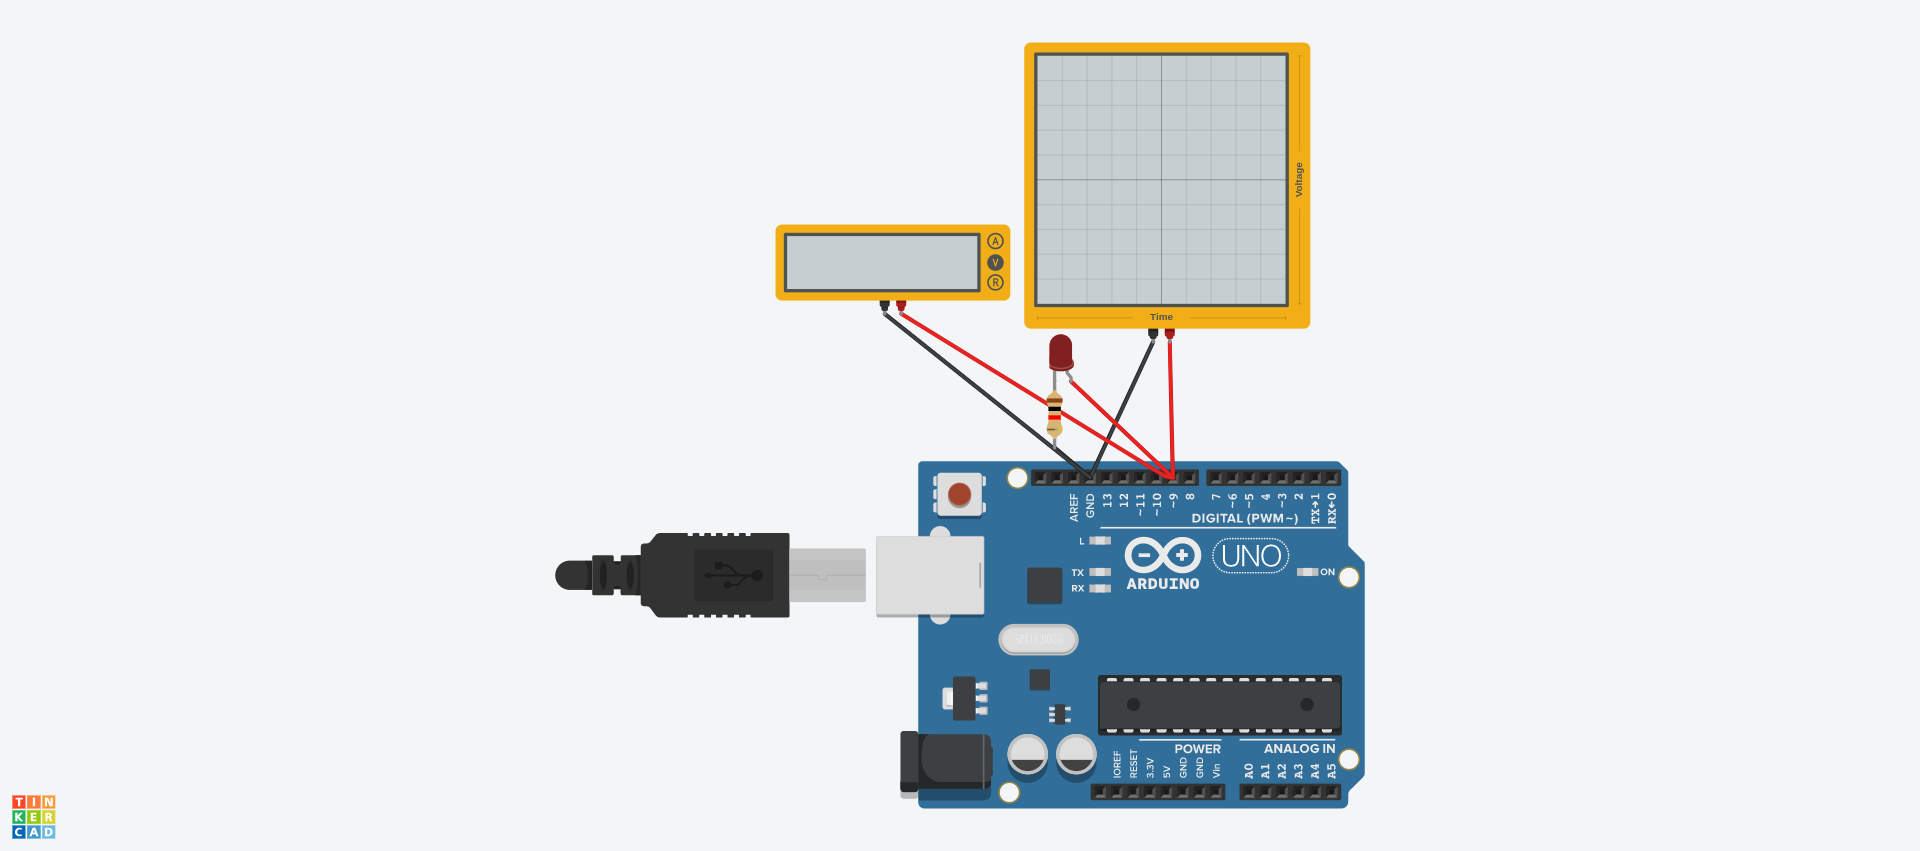 Voltage
A
V
R
Time
AREF
GND
13
12
~11
~10
~9
8
7
~6
~5
4
~3
2
TX→1
RX←0
DIGITAL (PWM~)
L
TX
RX
ARDUINO
UNO
ON
POWER
ANALOG IN
IOREF
RESET
3.3V
5V
GND
GND
Vin
A0
A1
A2
A3
A4
A5
TIN
KER
CAD